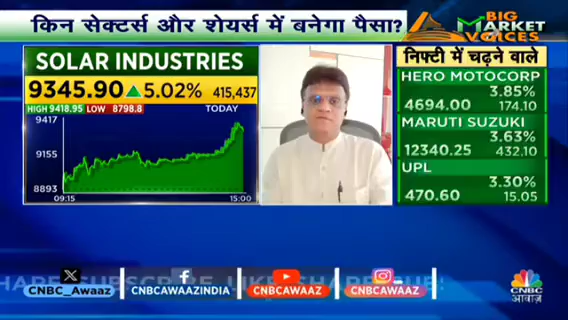 किन सेक्टर्स और शेयर्स में बनेगा पैसा?
BIG
MARKET
VOICES
SOLAR INDUSTRIES
9345.90 ▲5.02% 415,437
HIGH 9418.95 LOW 8798.8 TODAY
9417
9155
8893
09:15 15:00
निफ्टी में चढ़ने वाले
HERO MOTOCORP
3.85%
4694.00 174.10
MARUTI SUZUKI
3.63%
12340.25 432.10
UPL
3.30%
470.60 15.05
CNBC_Awaaz
CNBCAWAAZINDIA
CNBCAWAAZ
CNBCAWAAZ
CNBC
आवाज़